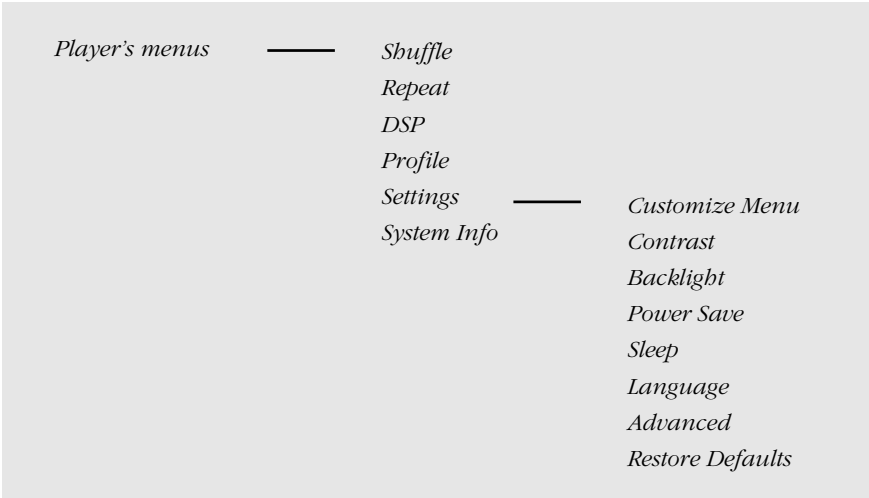 Player's menus
Shuffle
Repeat
DSP
Profile
Settings
System Info
Customize Menu
Contrast
Backlight
Power Save
Sleep
Language
Advanced
Restore Defaults